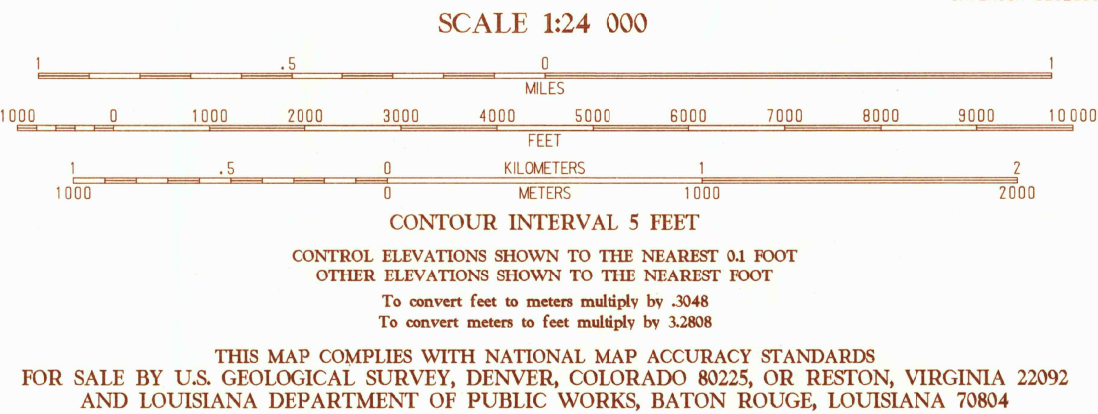 SCALE 1:24 000
1 .5 0 1
MILES
1000 0 1000 2000 3000 4000 5000 6000 7000 8000 9000 10 000
FEET
1 .5 0 KILOMETERS 1 2
1000 0 METERS 1000 2000
CONTOUR INTERVAL 5 FEET
CONTROL ELEVATIONS SHOWN TO THE NEAREST 0.1 FOOT
OTHER ELEVATIONS SHOWN TO THE NEAREST FOOT
To convert feet to meters multiply by .3048
To convert meters to feet multiply by 3.2808
THIS MAP COMPLIES WITH NATIONAL MAP ACCURACY STANDARDS
FOR SALE BY U.S. GEOLOGICAL SURVEY, DENVER, COLORADO 80225, OR RESTON, VIRGINIA 22092
AND LOUISIANA DEPARTMENT OF PUBLIC WORKS, BATON ROUGE, LOUISIANA 70804